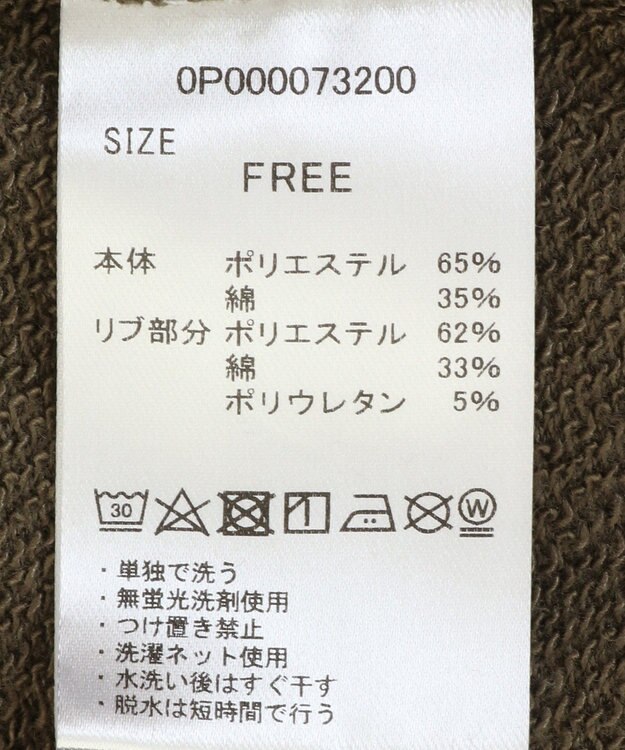 0P000073200
SIZE
FREE
本体 ポリエステル 65%
綿 35%
リブ部分 ポリエステル 62%
綿 33%
ポリウレタン 5%
30 W
・単独で洗う
・無蛍光洗剤使用
・つけ置き禁止
・洗濯ネット使用
・水洗い後はすぐ干す
・脱水は短時間で行う